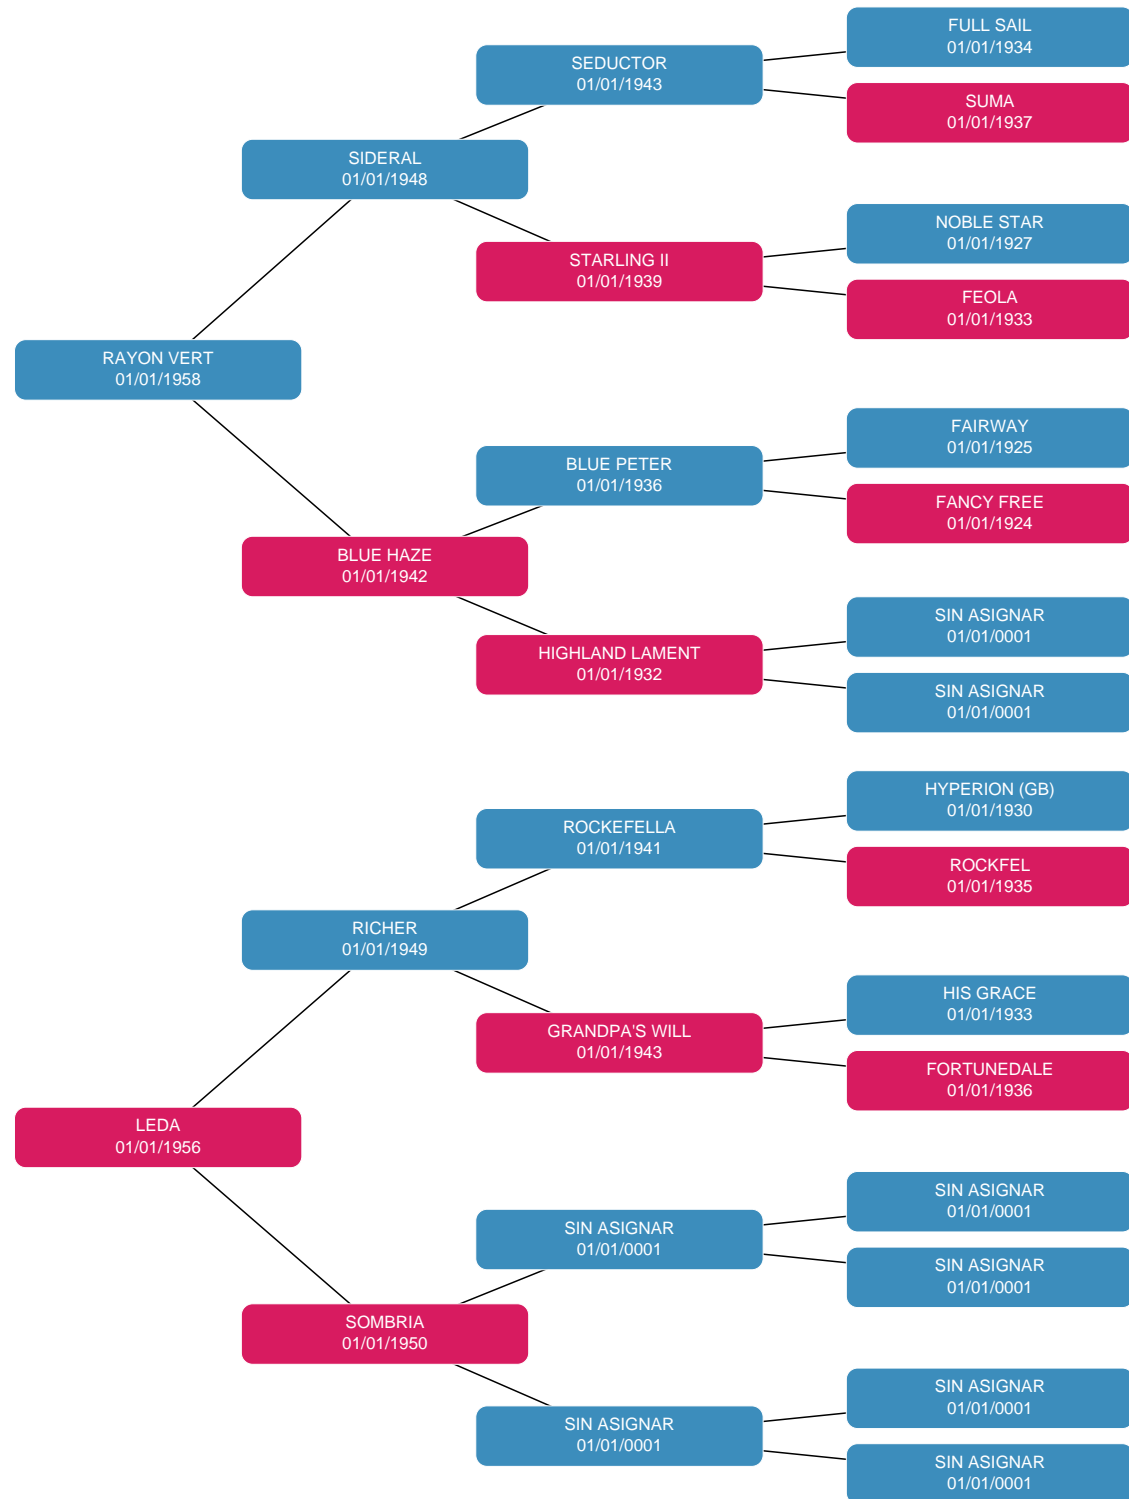 FULL SAIL
01/01/1934
SEDUCTOR
01/01/1943
SUMA
01/01/1937
SIDERAL
01/01/1948
NOBLE STAR
01/01/1927
STARLING II
01/01/1939
FEOLA
01/01/1933
RAYON VERT
01/01/1958
FAIRWAY
01/01/1925
BLUE PETER
01/01/1936
FANCY FREE
01/01/1924
BLUE HAZE
01/01/1942
SIN ASIGNAR
01/01/0001
HIGHLAND LAMENT
01/01/1932
SIN ASIGNAR
01/01/0001
HYPERION (GB)
01/01/1930
ROCKEFELLA
01/01/1941
ROCKFEL
01/01/1935
RICHER
01/01/1949
HIS GRACE
01/01/1933
GRANDPA'S WILL
01/01/1943
FORTUNEDALE
01/01/1936
LEDA
01/01/1956
SIN ASIGNAR
01/01/0001
SIN ASIGNAR
01/01/0001
SIN ASIGNAR
01/01/0001
SOMBRIA
01/01/1950
SIN ASIGNAR
01/01/0001
SIN ASIGNAR
01/01/0001
SIN ASIGNAR
01/01/0001